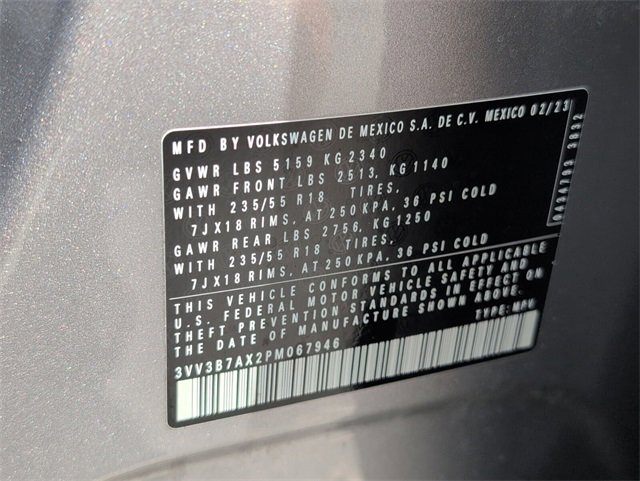 MFD BY VOLKSWAGEN DE MEXICO S.A. DE C.V. MEXICO 02/23
GVWR LBS 5159 KG 2340
GAWR FRONT LBS 2513, KG 1140
WITH 235/55 R18 TIRES,
7JX18 RIMS, AT 250 KPA, 36 PSI COLD
GAWR REAR LBS 2756, KG 1250
WITH 235/55 R18 TIRES,
7JX18 RIMS, AT 250 KPA, 36 PSI COLD
THIS VEHICLE CONFORMS TO ALL APPLICABLE
U.S. FEDERAL MOTOR VEHICLE SAFETY AND
THEFT PREVENTION STANDARDS IN EFFECT ON
THE DATE OF MANUFACTURE SHOWN ABOVE.
3VV3B7AX2PM067946 TYPE: MPV